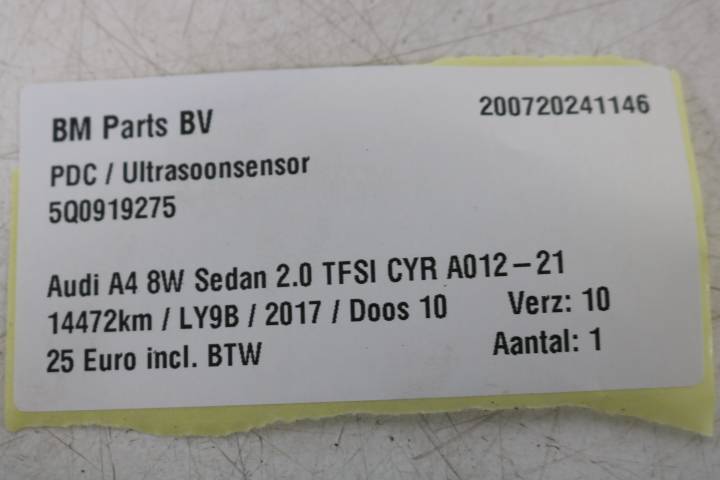 BM Parts BV 200720241146
PDC / Ultrasoonsensor
5Q0919275
Audi A4 8W Sedan 2.0 TFSI CYR A012-21
14472km / LY9B / 2017 / Doos 10 Verz: 10
25 Euro incl. BTW Aantal: 1